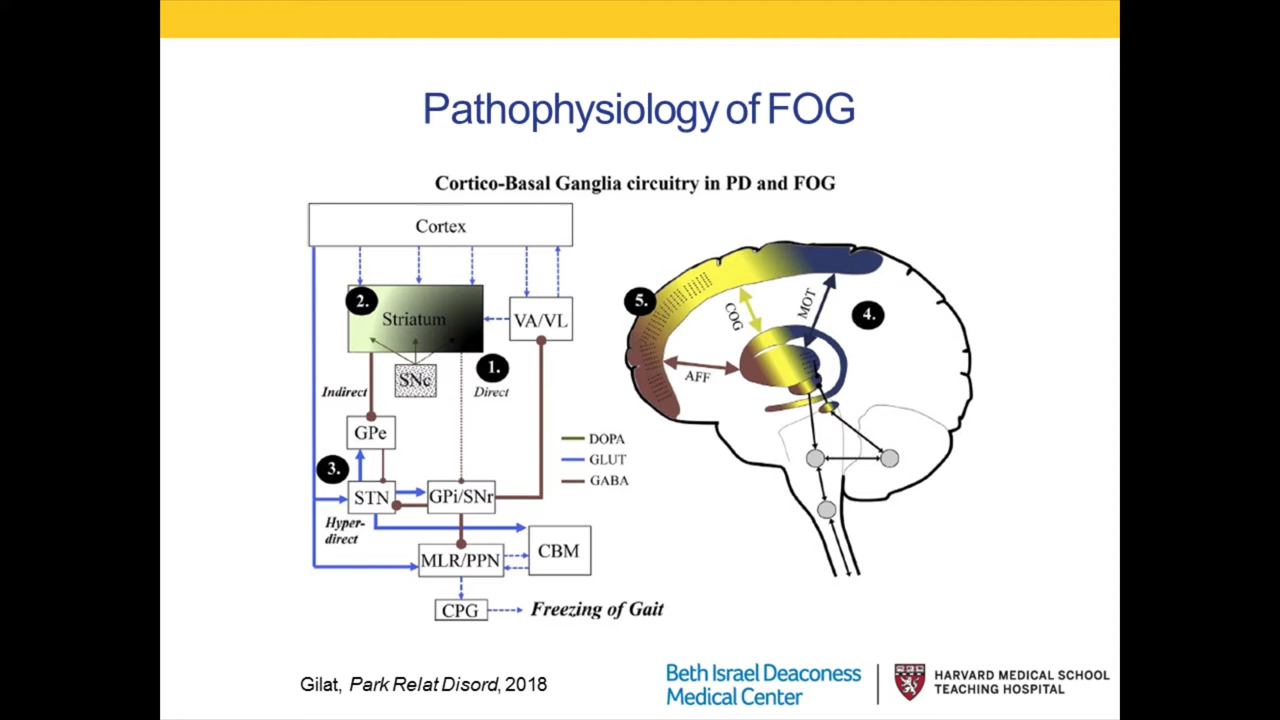 Pathophysiology of FOG
Cortico-Basal Ganglia circuitry in PD and FOG
Cortex
2.
Striatum
VA/VL
1.
SNc
Indirect
Direct
GPe
DOPA
GLUT
GABA
3.
STN
GPi/SNr
Hyper-
direct
MLR/PPN
CBM
CPG
Freezing of Gait
5.
COG
MOT
4.
AFF
Gilat, Park Relat Disord, 2018
Beth Israel Deaconess
Medical Center
HARVARD MEDICAL SCHOOL
TEACHING HOSPITAL